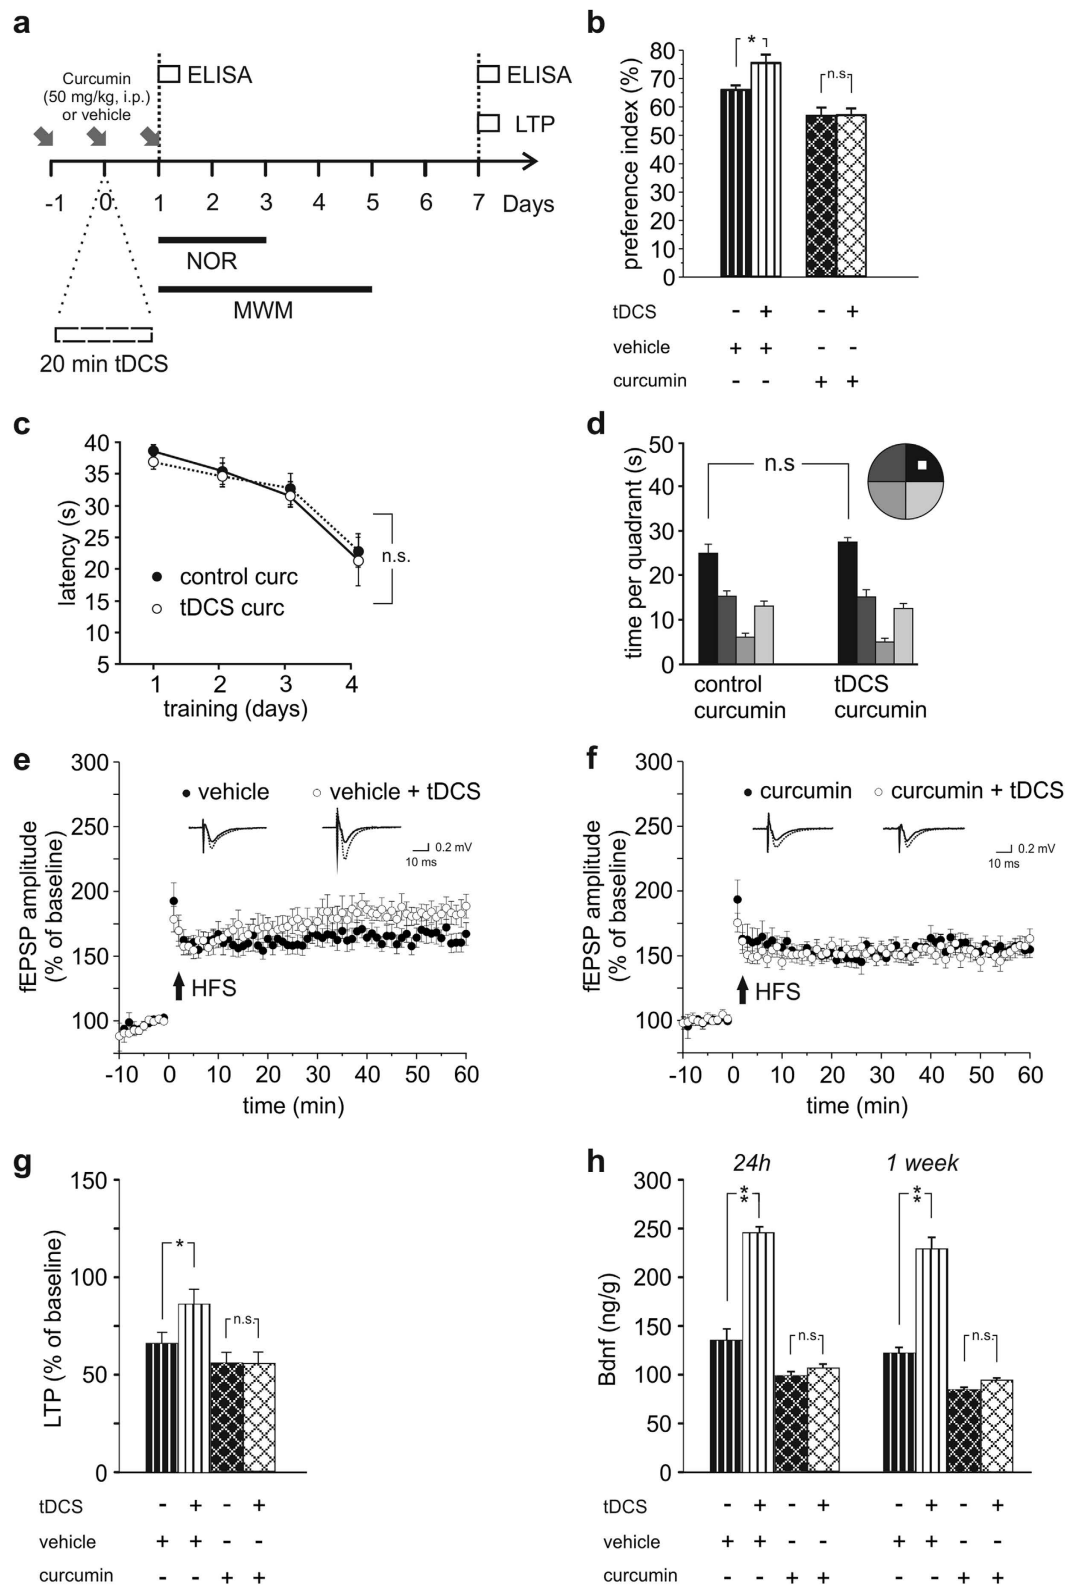 a
Curcumin
(50 mg/kg, i.p.)
or vehicle
ELISA
ELISA
LTP
-1 0 1 2 3 4 5 6 7 Days
NOR
MWM
20 min tDCS
b
preference index (%)
80
70
60
50
40
30
20
10
0
*
n.s
tDCS - + - +
vehicle + + - -
curcumin - - + +
c
latency (s)
40
35
30
25
20
15
10
5
control curc
tDCS curc
n.s.
1 2 3 4
training (days)
d
time per quadrant (s)
50
40
30
20
10
0
n.s
control
curcumin
tDCS
curcumin
e
fEPSP amplitude
(% of baseline)
300
250
200
150
100
vehicle
vehicle + tDCS
0.2 mV
10 ms
HFS
-10 0 10 20 30 40 50 60
time (min)
f
fEPSP amplitude
(% of baseline)
300
250
200
150
100
curcumin
curcumin + tDCS
0.2 mV
10 ms
HFS
-10 0 10 20 30 40 50 60
time (min)
g
LTP (% of baseline)
150
100
50
0
*
n.s.
tDCS - + - +
vehicle + + - -
curcumin - - + +
h
24h
1 week
Bdnf (ng/g)
300
250
200
150
100
50
0
**
n.s.
**
n.s.
tDCS - + - + - + - +
vehicle + + - - + + - -
curcumin - - + + - - + +